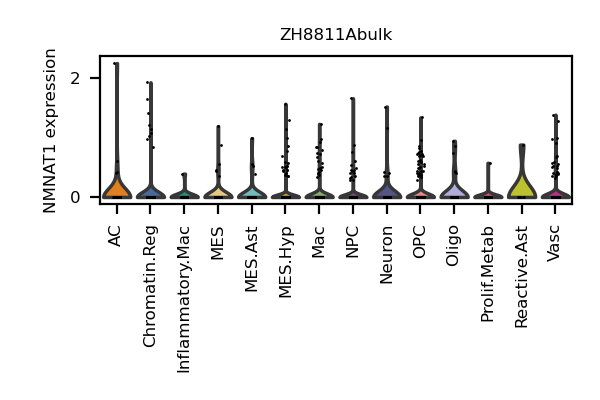 ZH8811Abulk
NMNAT1 expression
2
0
AC
Chromatin.Reg
Inflammatory.Mac
MES
MES.Ast
MES.Hyp
Mac
NPC
Neuron
OPC
Oligo
Prolif.Metab
Reactive.Ast
Vasc